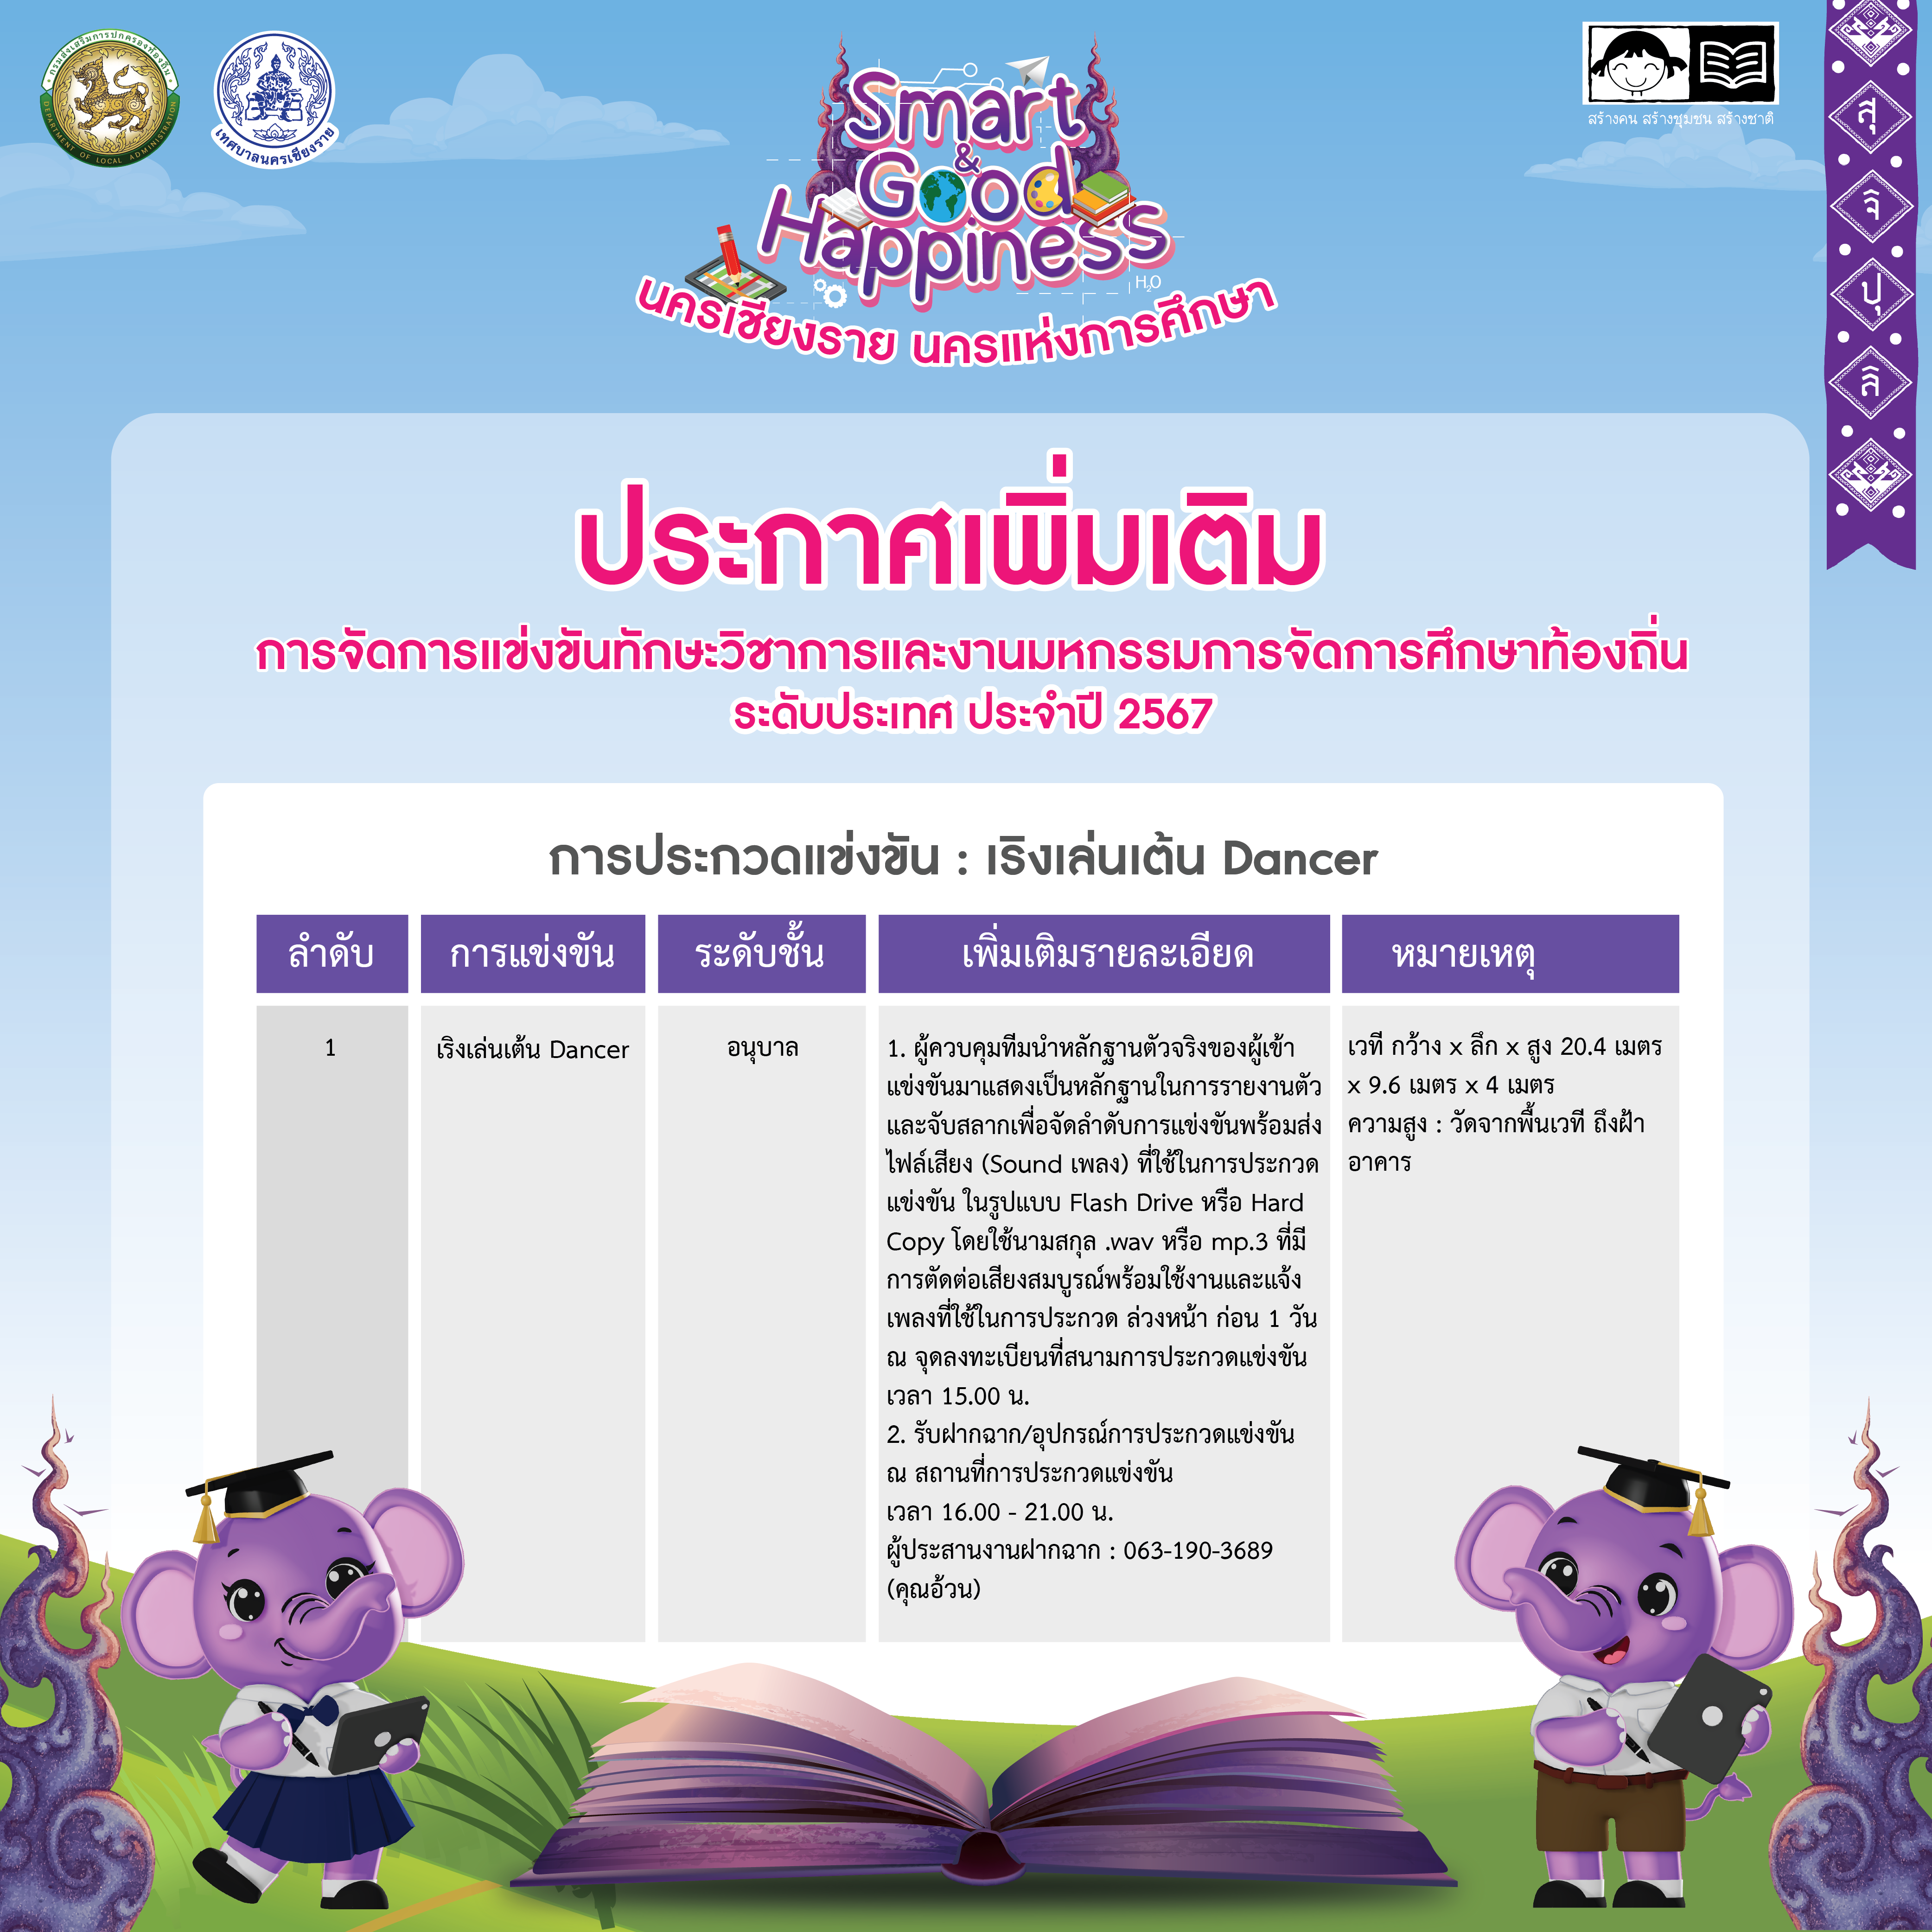 กรมส่งเสริมการปกครองท้องถิ่น
DEPARTMENT OF LOCAL ADMINISTRATION
เทศบาลนครเชียงราย
Smart
&
Good
Happiness
H2O
นครเชียงราย นครแห่งการศึกษา
สร้างคน สร้างชุมชน สร้างชาติ
สุ
จิ
ปุ
ลิ
ประกาศเพิ่มเติม
การจัดการแข่งขันทักษะวิชาการและงานมหกรรมการจัดการศึกษาท้องถิ่น
ระดับประเทศ ประจำปี 2567
การประกวดแข่งขัน : เริงเล่นเต้น Dancer
ลำดับ การแข่งขัน ระดับชั้น เพิ่มเติมรายละเอียด หมายเหตุ
1
เริงเล่นเต้น Dancer
อนุบาล
1. ผู้ควบคุมทีมนำหลักฐานตัวจริงของผู้เข้า
แข่งขันมาแสดงเป็นหลักฐานในการรายงานตัว
และจับสลากเพื่อจัดลำดับการแข่งขันพร้อมส่ง
ไฟล์เสียง (Sound เพลง) ที่ใช้ในการประกวด
แข่งขัน ในรูปแบบ Flash Drive หรือ Hard
Copy โดยใช้นามสกุล .wav หรือ mp.3 ที่มี
การตัดต่อเสียงสมบูรณ์พร้อมใช้งานและแจ้ง
เพลงที่ใช้ในการประกวด ล่วงหน้า ก่อน 1 วัน
ณ จุดลงทะเบียนที่สนามการประกวดแข่งขัน
เวลา 15.00 น.
2. รับฝากฉาก/อุปกรณ์การประกวดแข่งขัน
ณ สถานที่การประกวดแข่งขัน
เวลา 16.00 - 21.00 น.
ผู้ประสานงานฝากฉาก : 063-190-3689
(คุณอ้วน)
เวที กว้าง x ลึก x สูง 20.4 เมตร
x 9.6 เมตร x 4 เมตร
ความสูง : วัดจากพื้นเวที ถึงฝ้า
อาคาร